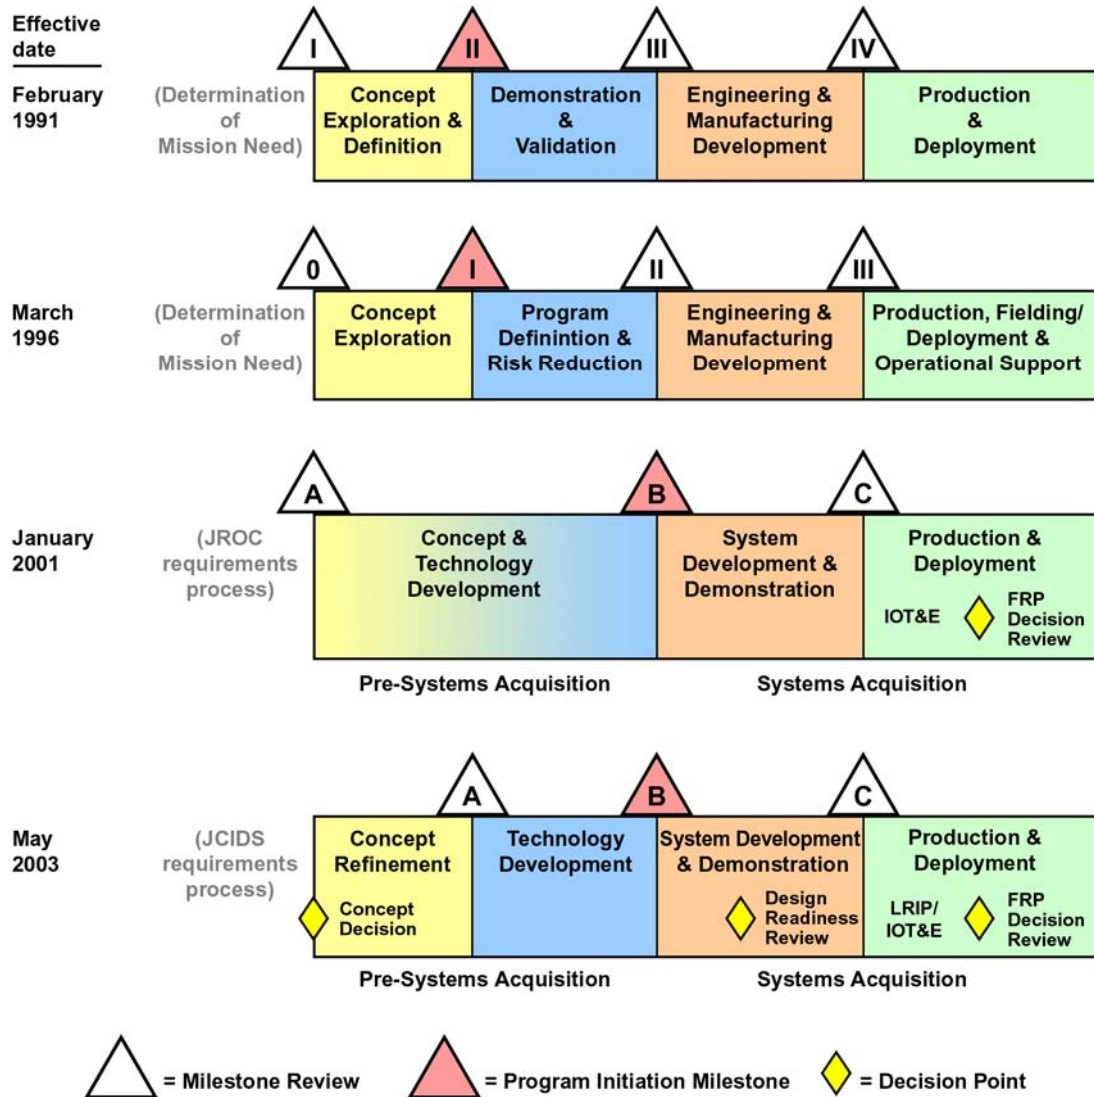 Effective
date
I
II
III
IV
February
1991
(Determination
of
Mission Need)
Concept
Exploration &
Definition
Demonstration
&
Validation
Engineering &
Manufacturing
Development
Production
&
Deployment
0
I
II
III
March
1996
(Determination
of
Mission Need)
Concept
Exploration
Program
Definintion &
Risk Reduction
Engineering &
Manufacturing
Development
Production, Fielding/
Deployment &
Operational Support
A
B
C
January
2001
(JROC
requirements
process)
Concept &
Technology
Development
System
Development &
Demonstration
Production &
Deployment
IOT&E
FRP
Decision
Review
Pre-Systems Acquisition
Systems Acquisition
A
B
C
May
2003
(JCIDS
requirements
process)
Concept
Refinement
Concept
Decision
Technology
Development
System Development
& Demonstration
Design
Readiness
Review
Production &
Deployment
LRIP/
IOT&E
FRP
Decision
Review
Pre-Systems Acquisition
Systems Acquisition
= Milestone Review
= Program Initiation Milestone
= Decision Point